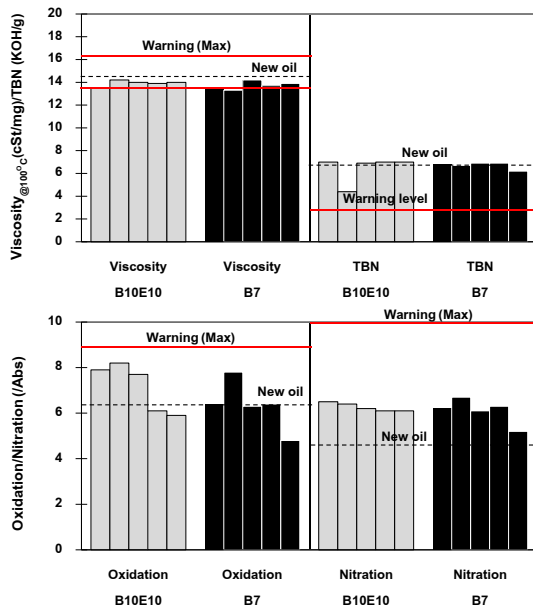 Viscosity@100°C(cSt/mg)/TBN (KOH/g)
20
18
16
14
12
10
8
6
4
2
0
Warning (Max)
New oil
New oil
Warning level
Viscosity Viscosity TBN TBN
B10E10 B7 B10E10 B7
Oxidation/Nitration (/Abs)
10
8
6
4
2
0
Warning (Max)
Warning (Max)
New oil
New oil
Oxidation Oxidation Nitration Nitration
B10E10 B7 B10E10 B7